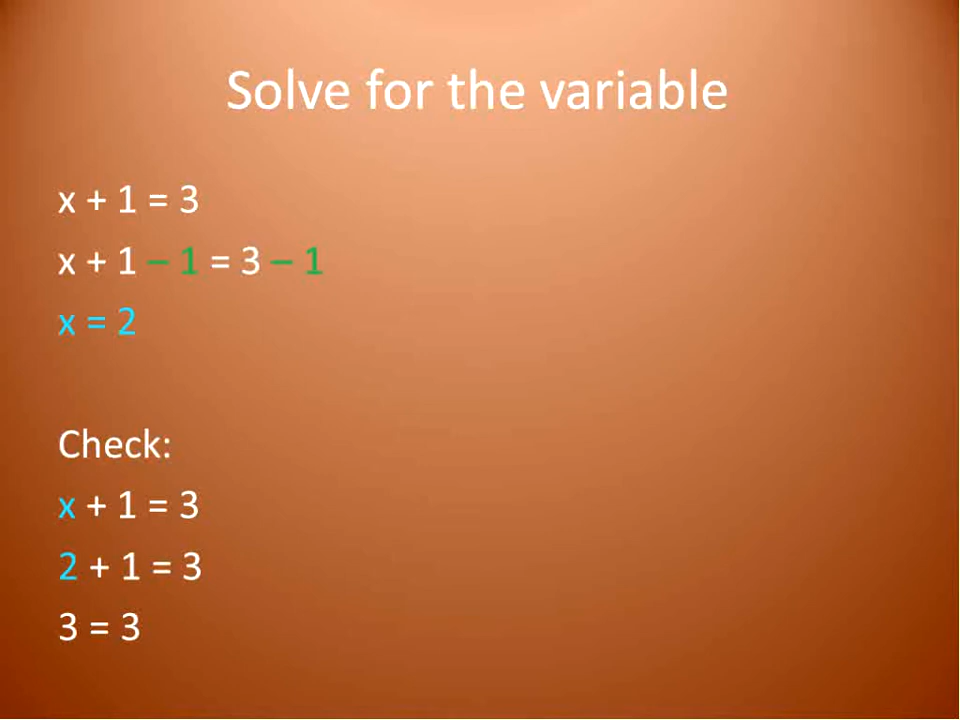 Solve for the variable
x + 1 = 3
x + 1 – 1 = 3 – 1
x = 2
Check:
x + 1 = 3
2 + 1 = 3
3 = 3